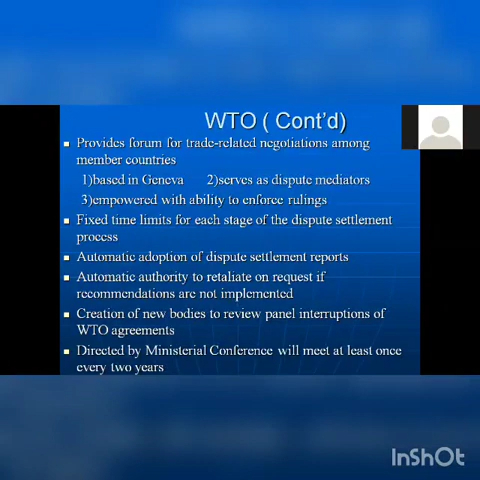 WTO ( Cont'd)
Provides forum for trade-related negotiations among
member countries
1)based in Geneva 2)serves as dispute mediators
3)empowered with ability to enforce rulings
Fixed time limits for each stage of the dispute settlement
process
Automatic adoption of dispute settlement reports
Automatic authority to retaliate on request if
recommendations are not implemented
Creation of new bodies to review panel interruptions of
WTO agreements
Directed by Ministerial Conference will meet at least once
every two years
InShOt